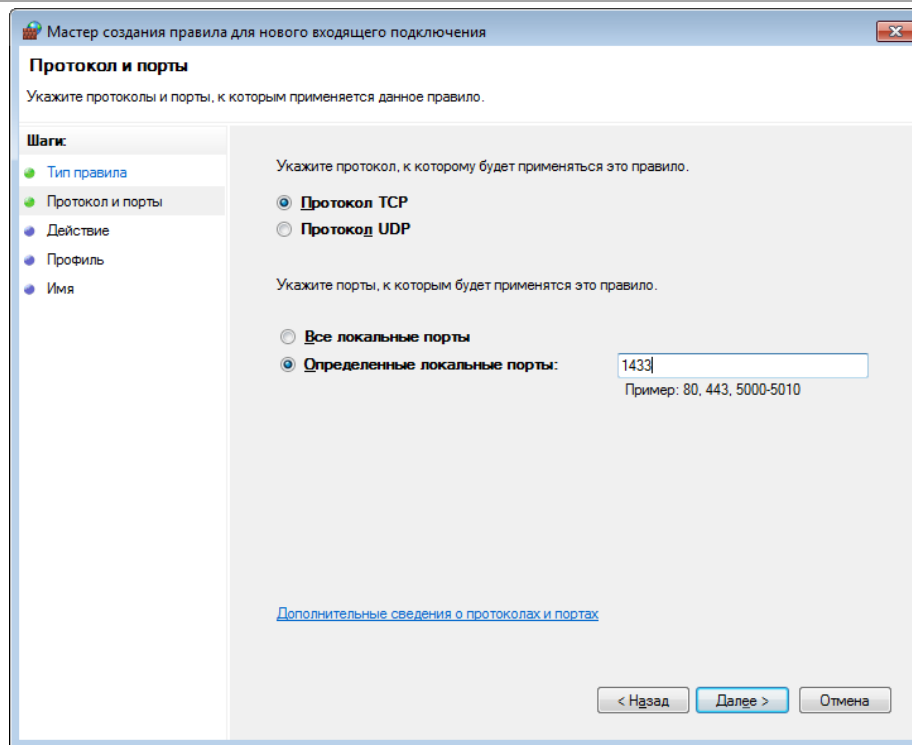 Мастер создания правила для нового входящего подключения
Протокол и порты
Укажите протоколы и порты, к которым применяется данное правило.
Шаги:
Тип правила
Протокол и порты
Действие
Профиль
Имя
Укажите протокол, к которому будет применяться это правило.
Протокол TCP
Протокол UDP
Укажите порты, к которым будет применятся это правило.
Все локальные порты
Определенные локальные порты: 1433
Пример: 80, 443, 5000-5010
Дополнительные сведения о протоколах и портах
< Назад Далее > Отмена